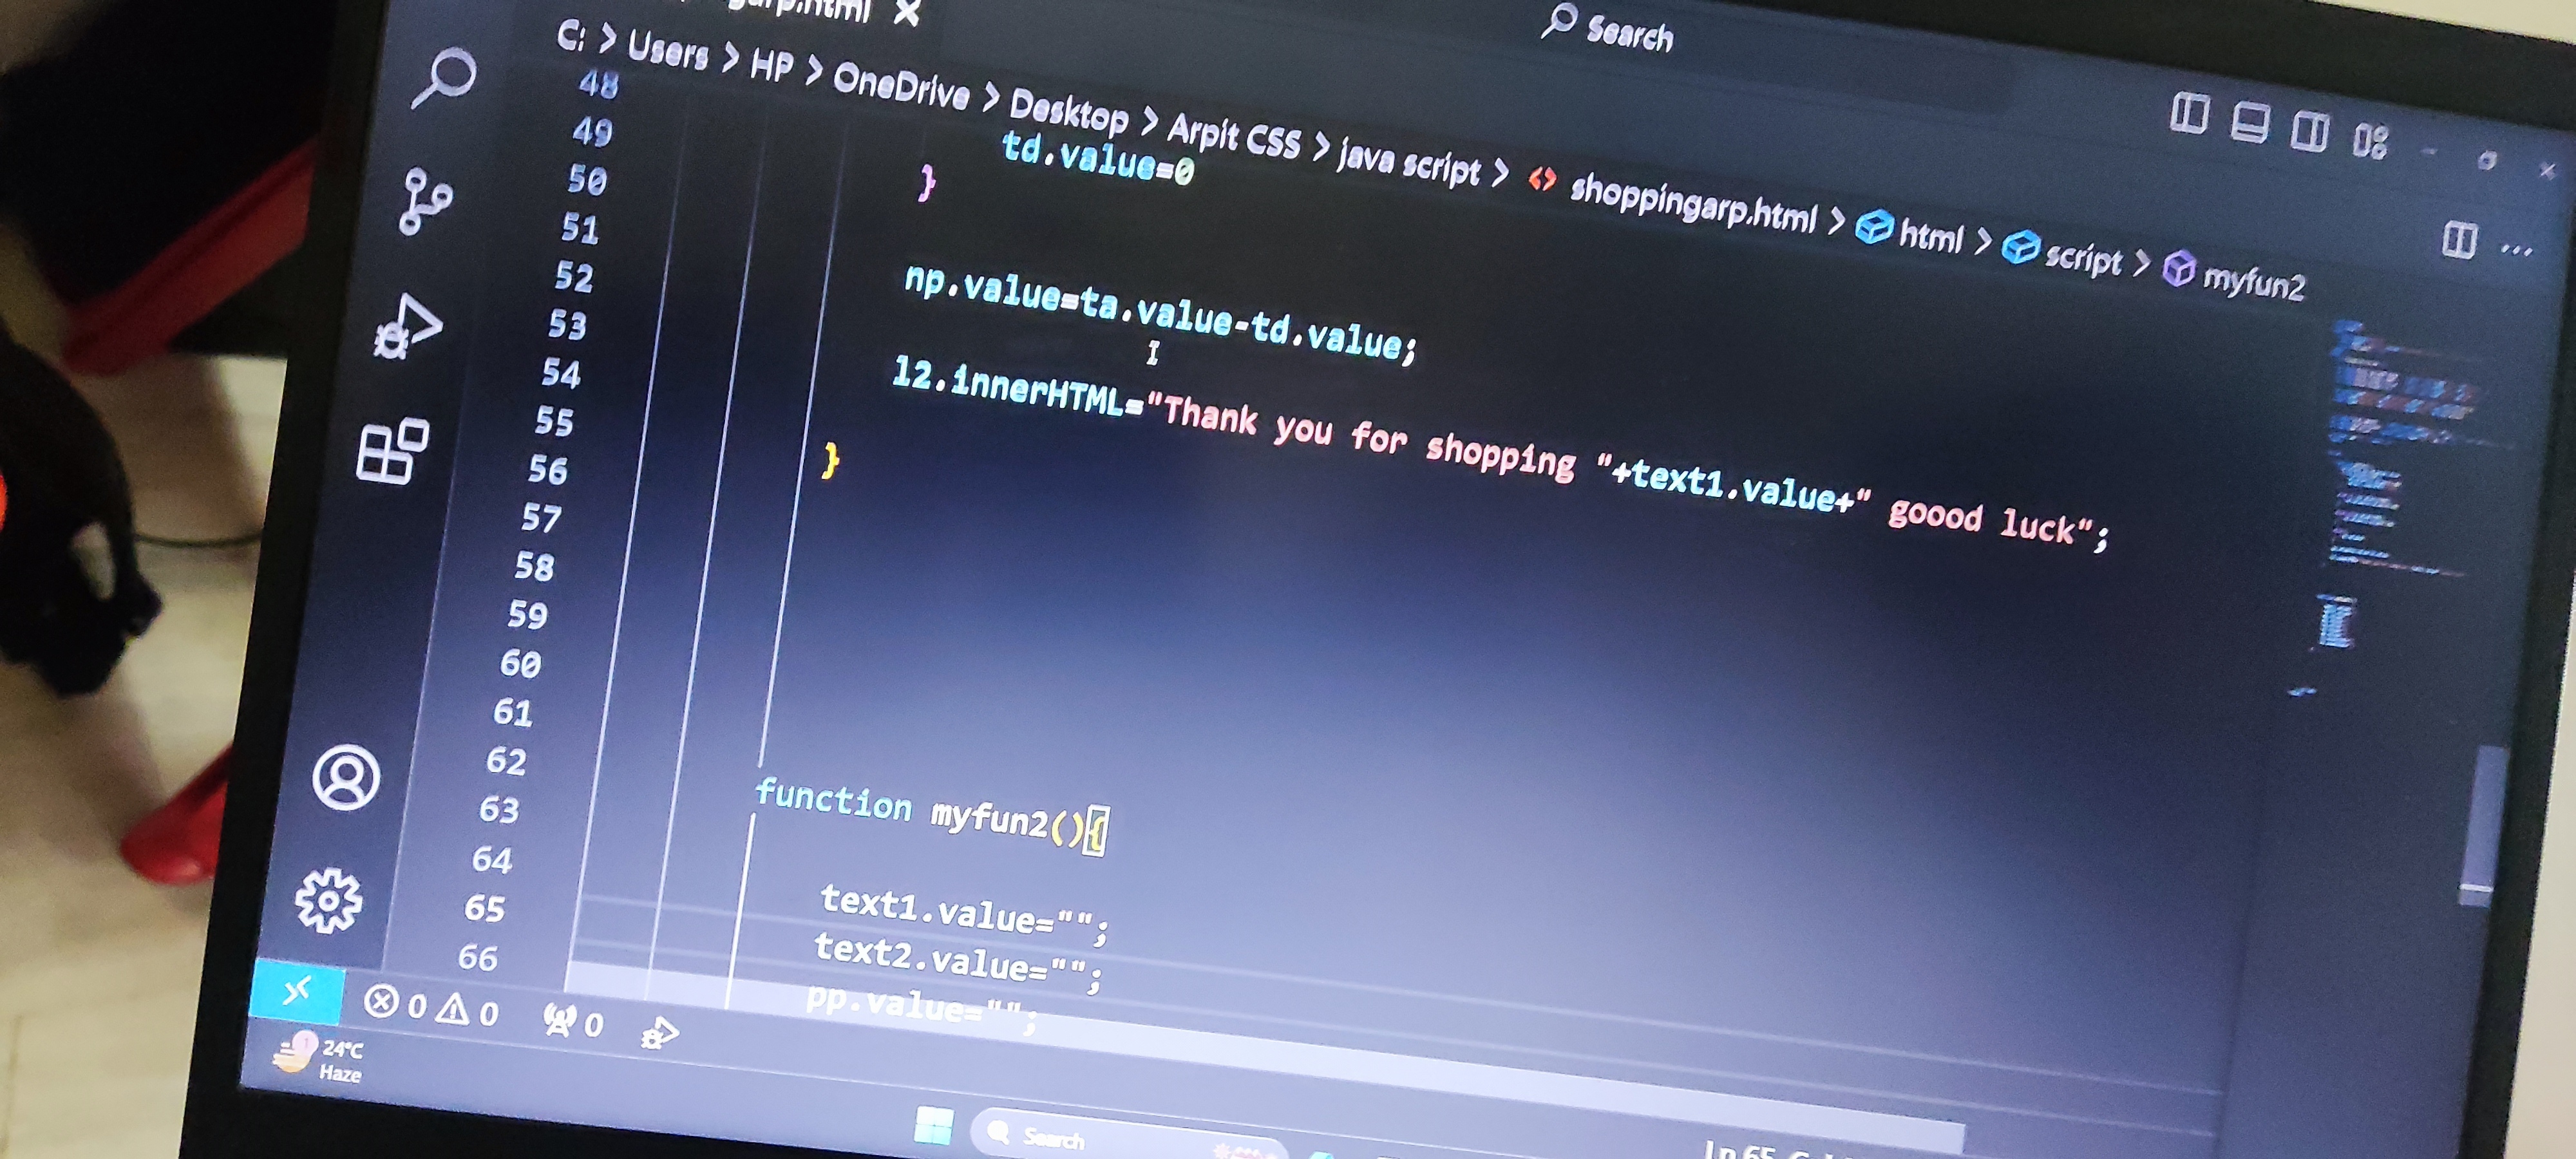 Search
C: > Users > HP > OneDrive > Desktop > Arpit CSS > java script > shoppingarp.html > html > script > myfun2
48
49
td.value=0
50
}
51
52
np.value=ta.value-td.value;
53
54
l2.innerHTML="Thank you for shopping "+text1.value+" goood luck";
55
56
}
57
58
59
60
61
62
63
function myfun2(){
64
65
text1.value="";
66
text2.value="";
pp.value="";
0 0 0
24°C
Haze
Search
Ln 65